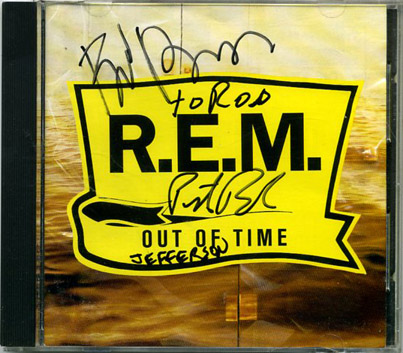 to ROD
R.E.M.
OUT OF TIME
JEFFERSON